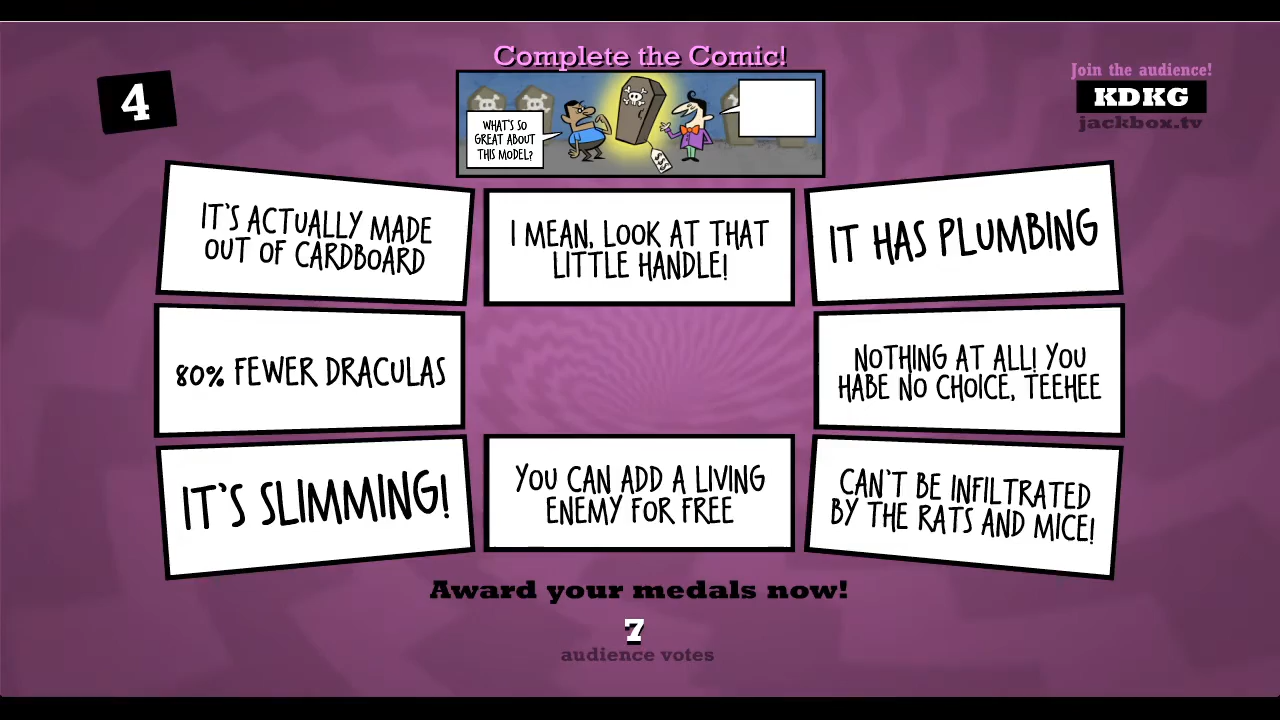 Complete the Comic!
4
WHAT'S SO
GREAT ABOUT
THIS MODEL?
Join the audience!
KDKG
jackbox.tv
IT'S ACTUALLY MADE
OUT OF CARDBOARD
I MEAN, LOOK AT THAT
LITTLE HANDLE!
IT HAS PLUMBING
80% FEWER DRACULAS
NOTHING AT ALL! YOU
HABE NO CHOICE, TEEHEE
IT'S SLIMMING!
YOU CAN ADD A LIVING
ENEMY FOR FREE
CAN'T BE INFILTRATED
BY THE RATS AND MICE!
Award your medals now!
7
audience votes